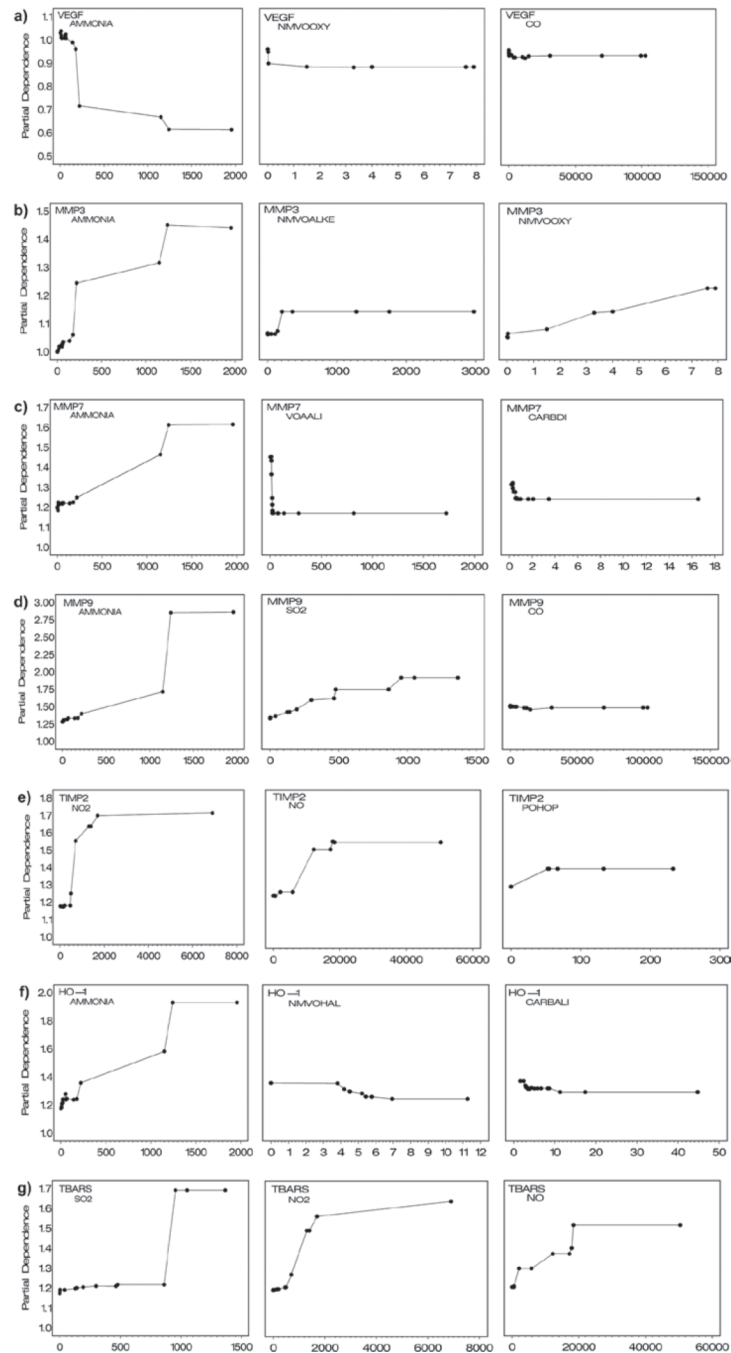 a)
Partial Dependence
1.1
1.0
0.9
0.8
0.7
0.6
0.5
VEGF
AMMONIA
0 500 1000 1500 2000
VEGF
NMVOOXY
0 1 2 3 4 5 6 7 8
VEGF
CO
0 50000 100000 150000
b)
Partial Dependence
1.5
1.4
1.3
1.2
1.1
1.0
MMP3
AMMONIA
0 500 1000 1500 2000
MMP3
NMVOALKE
0 1000 2000 3000
MMP3
NMVOOXY
0 1 2 3 4 5 6 7 8
c)
Partial Dependence
1.7
1.6
1.5
1.4
1.3
1.2
1.1
1.0
MMP7
AMMONIA
0 500 1000 1500 2000
MMP7
VOAALI
0 500 1000 1500 2000
MMP7
CARBDI
0 2 4 6 8 10 12 14 16 18
d)
Partial Dependence
3.00
2.75
2.50
2.25
2.00
1.75
1.50
1.25
1.00
MMP9
AMMONIA
0 500 1000 1500 2000
MMP9
SO2
0 500 1000 1500
MMP9
CO
0 50000 100000 150000
e)
Partial Dependence
1.8
1.7
1.6
1.5
1.4
1.3
1.2
1.1
1.0
TIMP2
NO2
0 2000 4000 6000 8000
TIMP2
NO
0 20000 40000 60000
TIMP2
POHOP
0 100 200 300
f)
Partial Dependence
2.0
1.8
1.6
1.4
1.2
1.0
HO—1
AMMONIA
0 500 1000 1500 2000
HO—1
NMVOHAL
0 1 2 3 4 5 6 7 8 9 10 11 12
HO—1
CARBALI
0 10 20 30 40 50
g)
Partial Dependence
1.7
1.6
1.5
1.4
1.3
1.2
1.1
1.0
TBARS
SO2
0 500 1000 1500
TBARS
NO2
0 2000 4000 6000 8000
TBARS
NO
0 20000 40000 60000